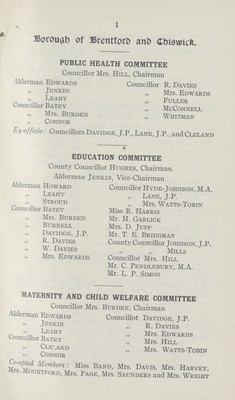 1
Borough of Brentford and Chiswick.
PUBLIC HEALTH COMMITTEE
Councillor Mrs. HILL, Chairman
Alderman EDWARDS
„ JENKIN
„ LEAHY
Councillor BATEY
„ Mrs. BURDEN
„ CONNOR
Councillor R. DAVIES
„ Mrs. EDWARDS
„ FULLER
„ McCONNELL
„ WHITMAN
Ex-officio: Councillors DAVIDGE, J.P., LANE, J.P., and CLELAND
EDUCATION COMMITTEE
County Councillor HUGHES, Chairman
Alderman JENKIN, Vice-Chairman
Alderman HOWARD
„ LEAHY
„ STROUD
Councillor BATEY
„ Mrs. BURDEN
„ BURNELL
„ DAVIDGE, J.P.
„ R. DAVIES
„ W. DAVIES
„ Mrs. EDWARDS
Councillor HYDE-JOHNSON, M.A.
„ LANE, J.P.
„ Mrs. WATTS-TOBIN
Miss R. HARRIS
Mr. H. GARLICK
Mrs. D. JUPP
Mr. T. E. BRIDGMAN
County Councillor JOHNSON, J.P.
„ „ MILLS
Councillor Mrs. HILL
Mr. C. PENDLEBURY, M.A.
Mr. L. P. SIMON
MATERNITY AND CHILD WELFARE COMMITTEE
Councillor Mrs. BURDEN, Chairman
Alderman EDWARDS
„ JENKIN
„ LEAHY
Councillor BATEY
„ CLELAND
„ CONNOR
Councillor DAVIDGE, J.P.
„ R. DAVIES
„ Mrs. EDWARDS
„ Mrs. HILL
„ Mrs. WATTS-TOBIN
Co-opted Members: Miss BAND, Mrs. DAVIS, Mrs. HARVEY,
Mrs. MOUNTFORD, Mrs. PAGE, Mrs. SAUNDERS and Mrs. WRIGHT